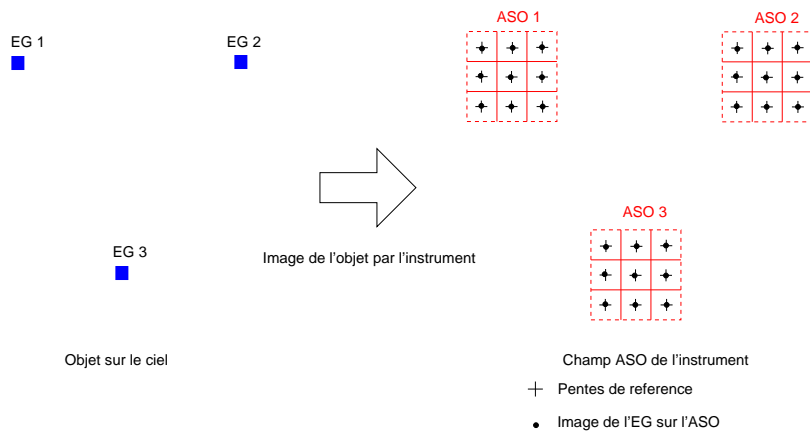 ASO 1
ASO 2
EG 1
EG 2
ASO 3
EG 3
Image de l'objet par l'instrument
Objet sur le ciel
Champ ASO de l'instrument
Pentes de reference
Image de l'EG sur l'ASO